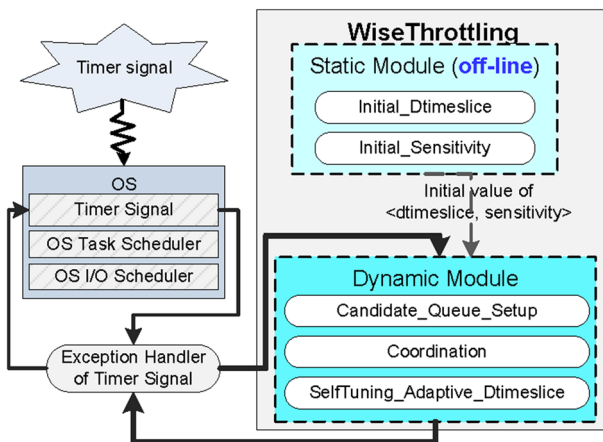 WiseThrottling
Timer signal
Static Module (off-line)
Initial_Dtimeslice
Initial_Sensitivity
OS
Timer Signal
OS Task Scheduler
OS I/O Scheduler
Initial value of
<dtimeslice, sensitivity>
Dynamic Module
Candidate_Queue_Setup
Coordination
SelfTuning_Adaptive_Dtimeslice
Exception Handler
of Timer Signal